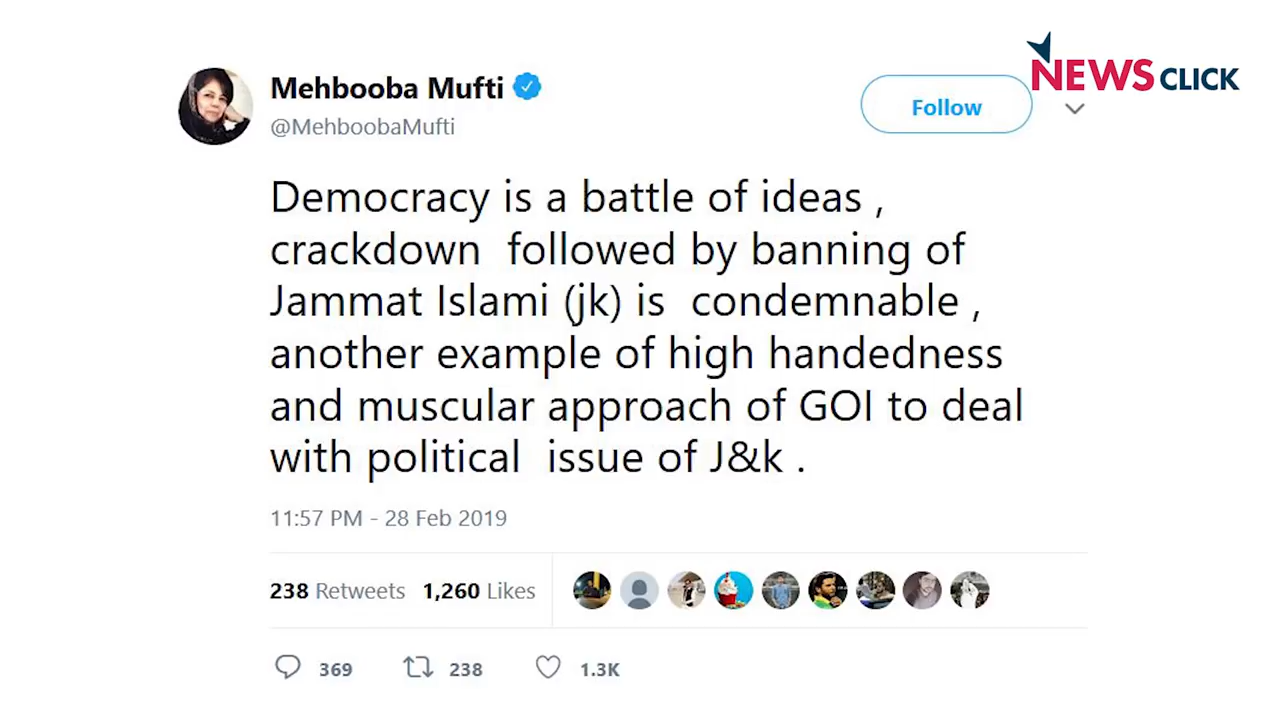 NEWS CLICK
Mehbooba Mufti
@MehboobaMufti
Follow
Democracy is a battle of ideas ,
crackdown  followed by banning of
Jammat Islami (jk) is  condemnable ,
another example of high handedness
and muscular approach of GOI to deal
with political  issue of J&k .
11:57 PM - 28 Feb 2019
238 Retweets 1,260 Likes
369 238 1.3K